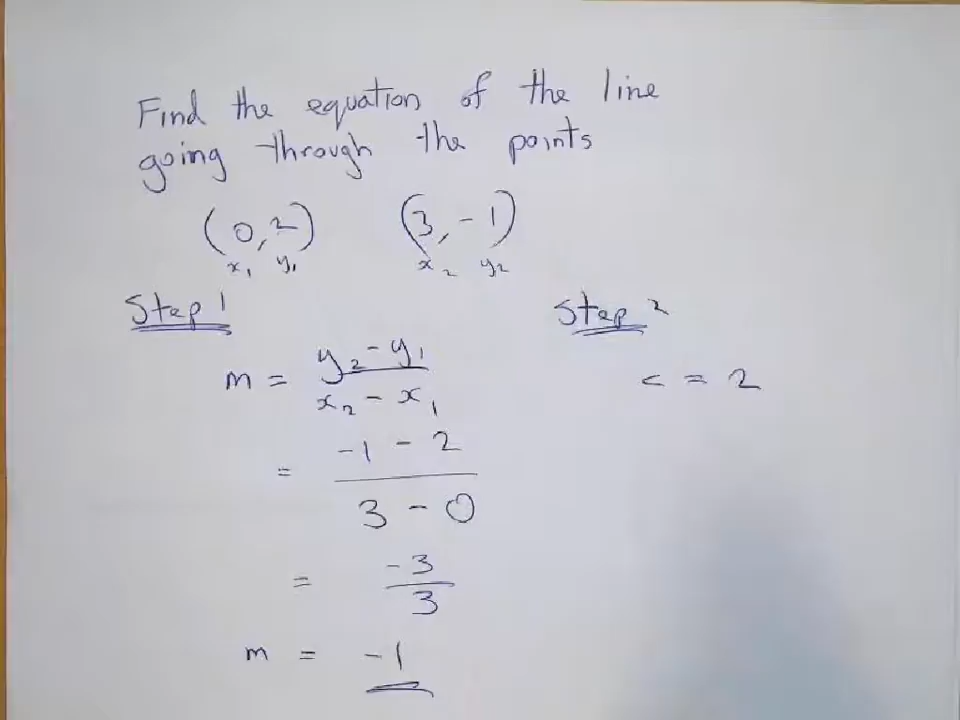 Find the equation of the line
going through the points
(0,2) (3,-1)
x₁ y₁ x₂ y₂
Step 1
m = y₂-y₁ / x₂-x₁
= -1-2 / 3-0
= -3/3
m = -1
Step 2
c = 2